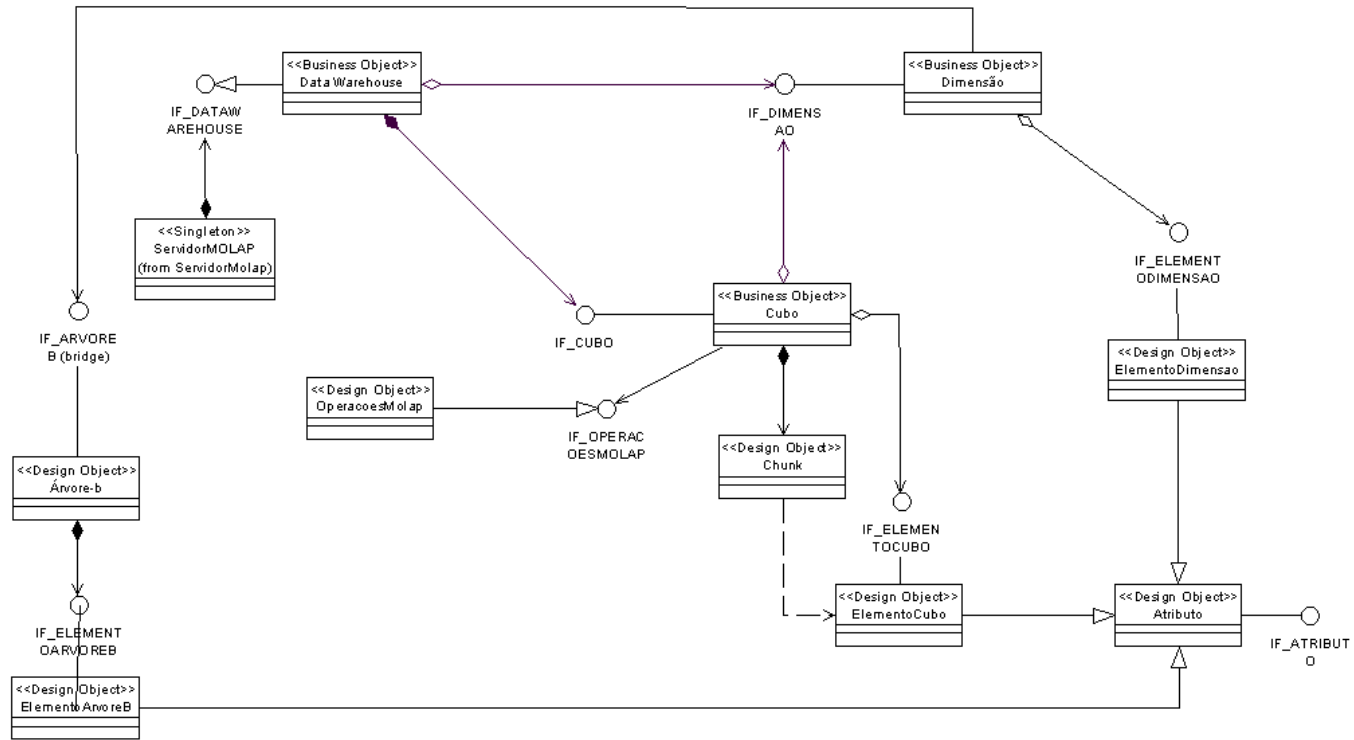 <<Business Object>>
Data Warehouse
<<Business Object>>
Dimensão
IF_DATAW
AREHOUSE
IF_DIMENS
AO
<<Singleton>>
ServidorMOLAP
(from ServidorMolap)
IF_ELEMENT
ODIMENSAO
<<Business Object>>
Cubo
IF_ARVORE
B (bridge)
IF_CUBO
<<Design Object>>
ElementoDimensao
<<Design Object>>
OperacoesMolap
IF_OPERAC
OESMOLAP
<<Design Object>>
Chunk
<<Design Object>>
Árvore-b
IF_ELEMEN
TOCUBO
<<Design Object>>
ElementoCubo
<<Design Object>>
Atributo
IF_ATRIBUT
O
IF_ELEMENT
OARVOREB
<<Design Object>>
ElementoArvoreB